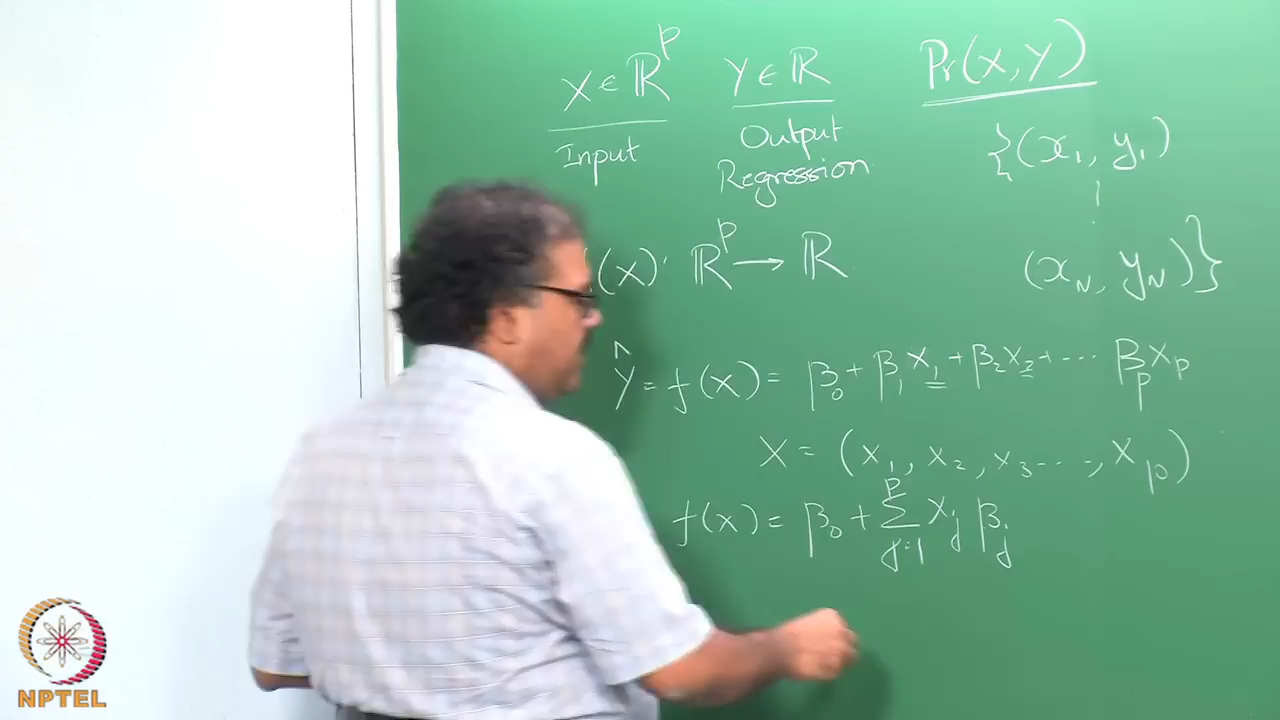 X ∈ ℝ^p Y ∈ ℝ Pr(X, Y)
Input Output
Regression
{(x₁, y₁)
(X) ℝ^p → ℝ
(x_N, y_N)}
Ŷ = f(X) = β₀ + β₁X₁ + β₂X₂ + ... β_p X_p
X = (X₁, X₂, X₃ ..., X_p)
f(x) = β₀ + Σ_{j=1}^{p} X_j β_j
NPTEL